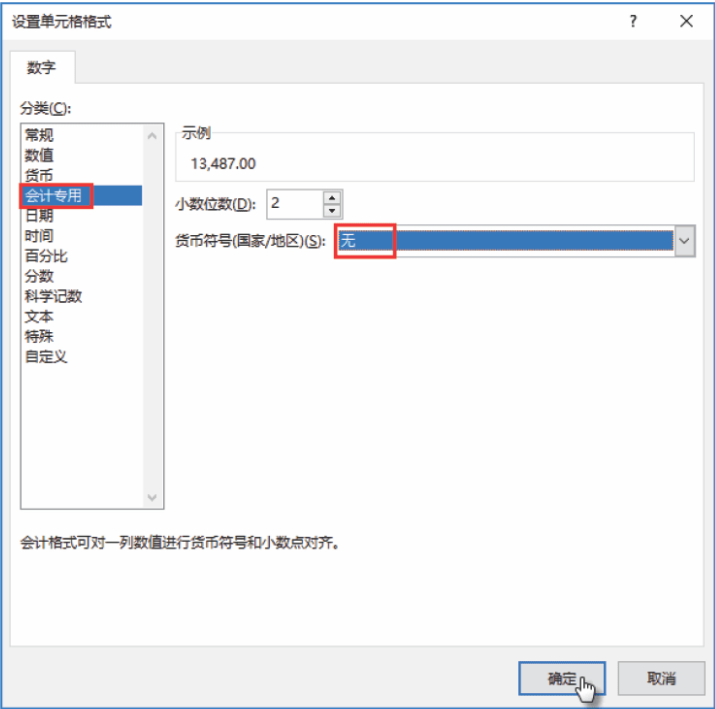 设置单元格格式
?
数字
分类(C):
常规
数值
货币
会计专用
日期
时间
百分比
分数
科学记数
文本
特殊
自定义
示例
13,487.00
小数位数(D): 2
货币符号(国家/地区)(S): 无
会计格式可对一列数值进行货币符号和小数点对齐。
确定
取消